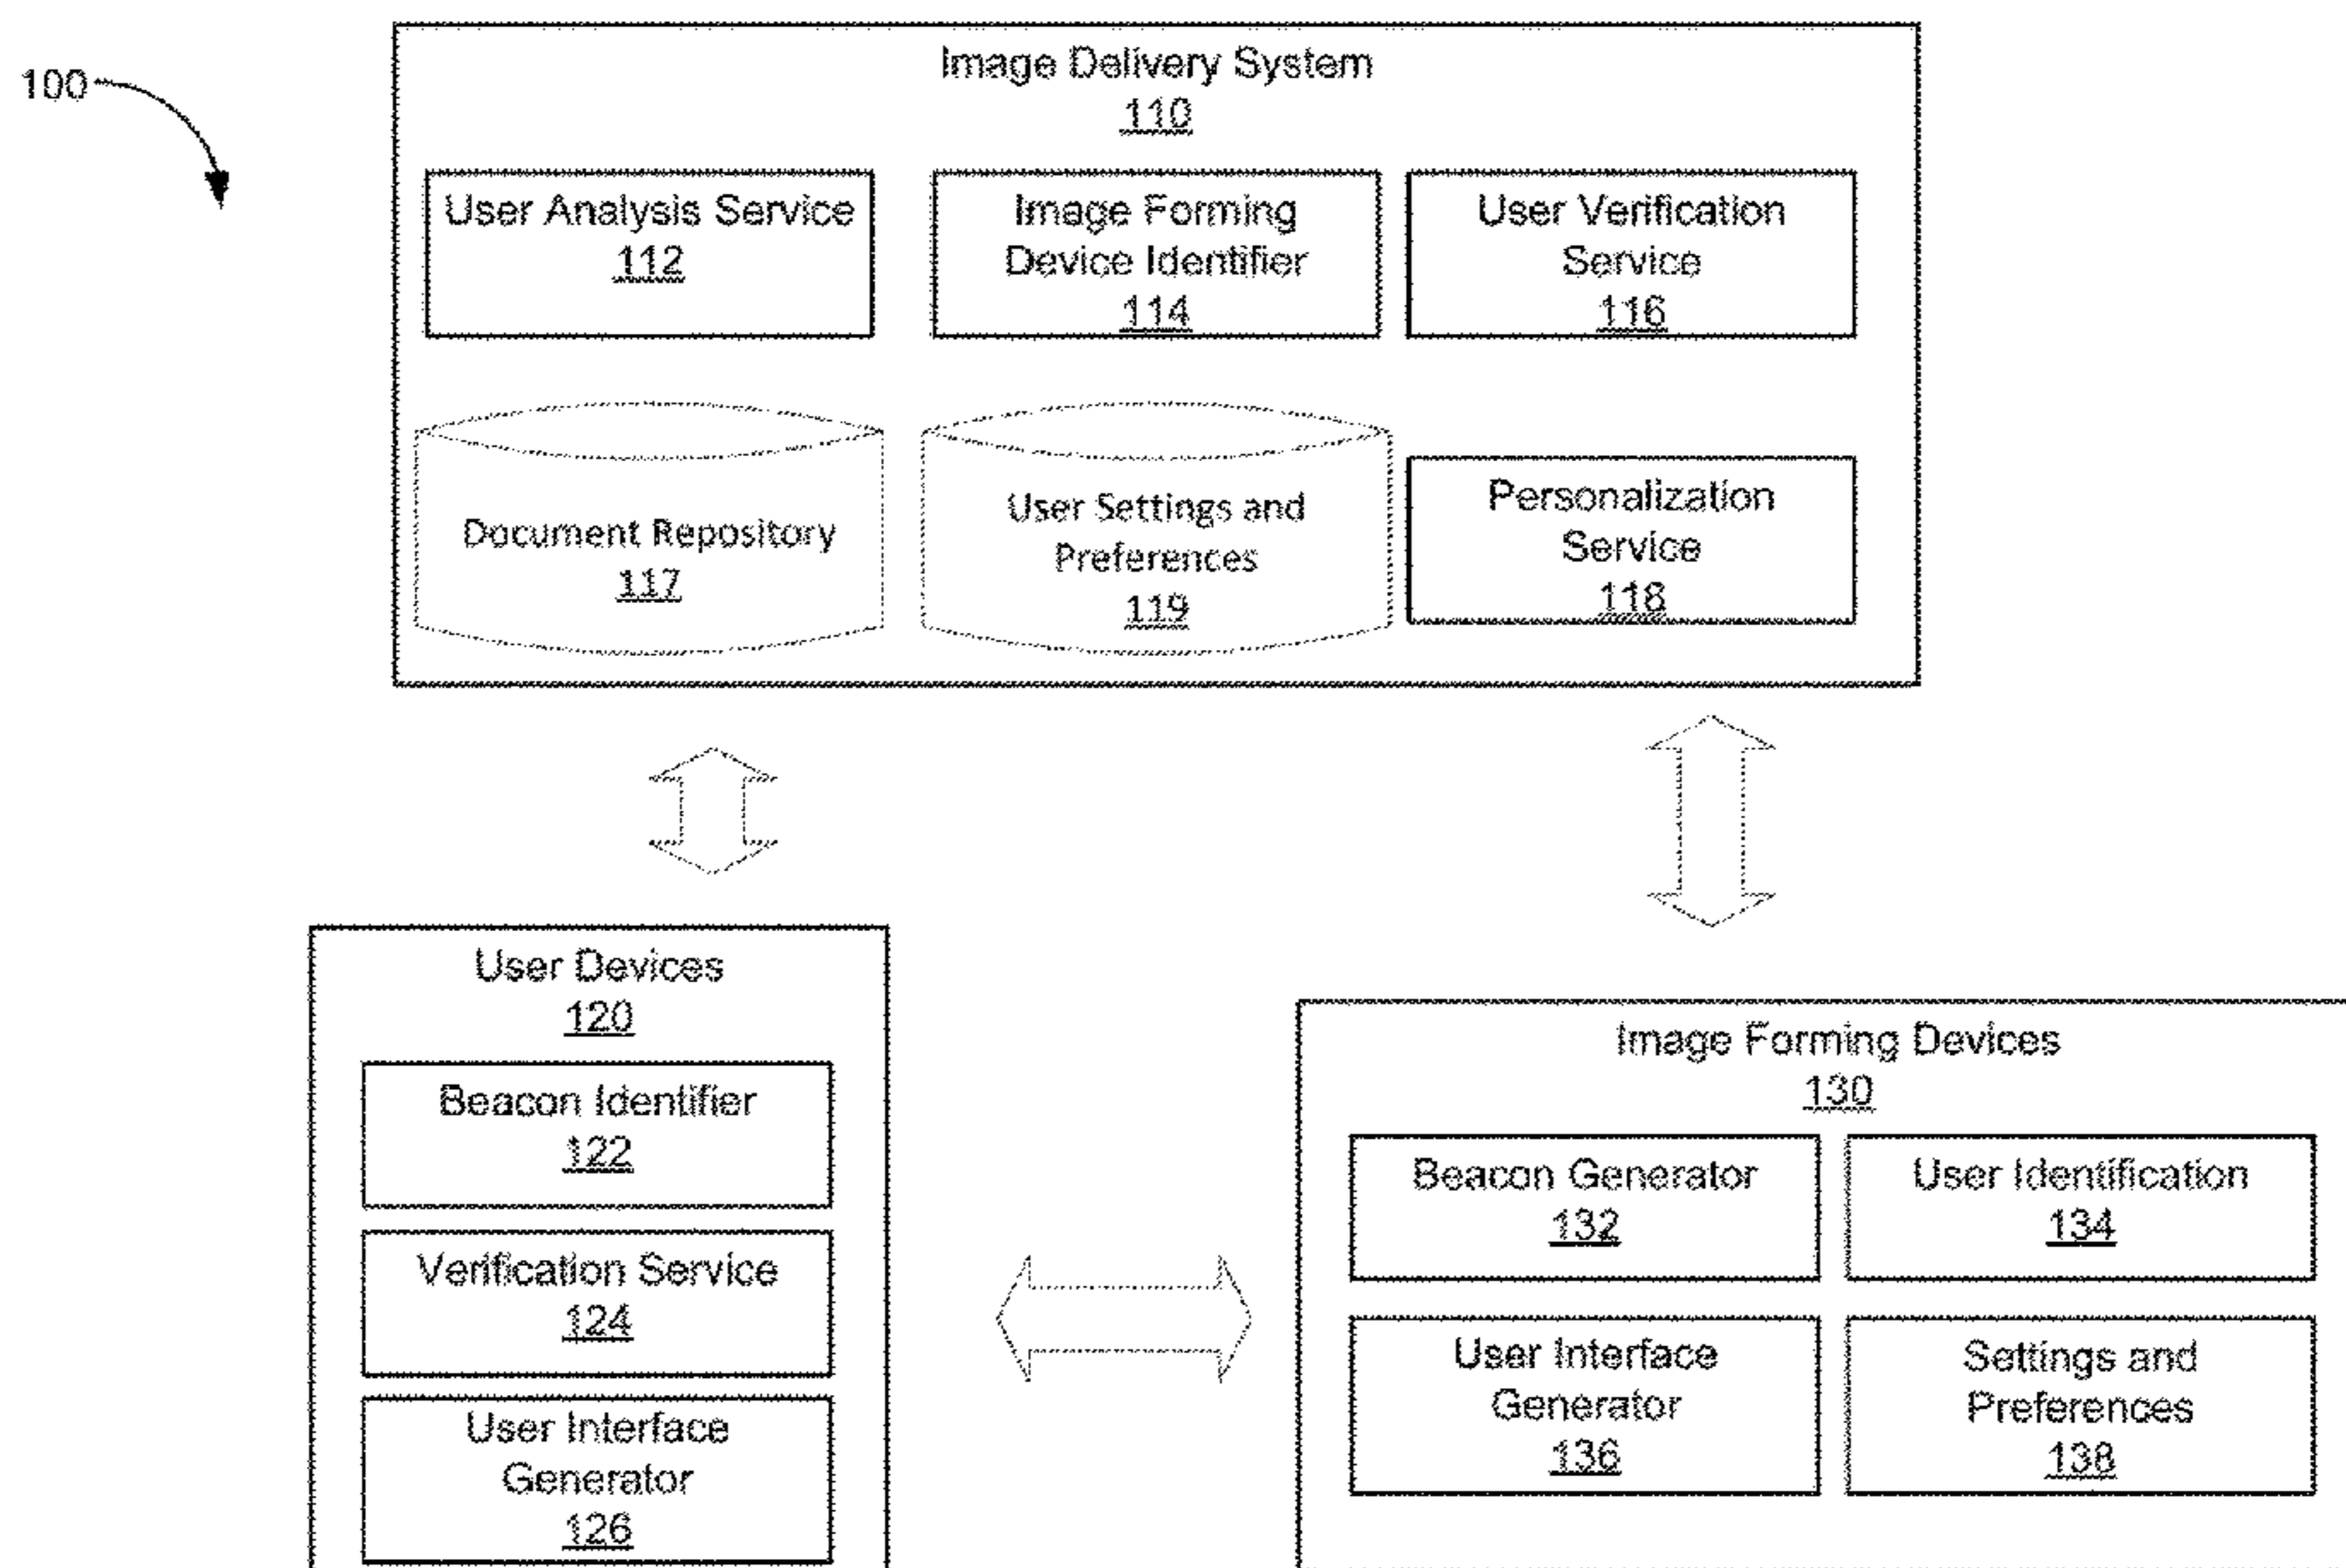 100
Image Delivery System
110
User Analysis Service
112
Image Forming
Device Identifier
114
User Verification
Service
116
Document Repository
117
User Settings and
Preferences
119
Personalization
Service
118
User Devices
120
Beacon Identifier
122
Verification Service
124
User Interface
Generator
126
Image Forming Devices
130
Beacon Generator
132
User Identification
134
User Interface
Generator
136
Settings and
Preferences
138